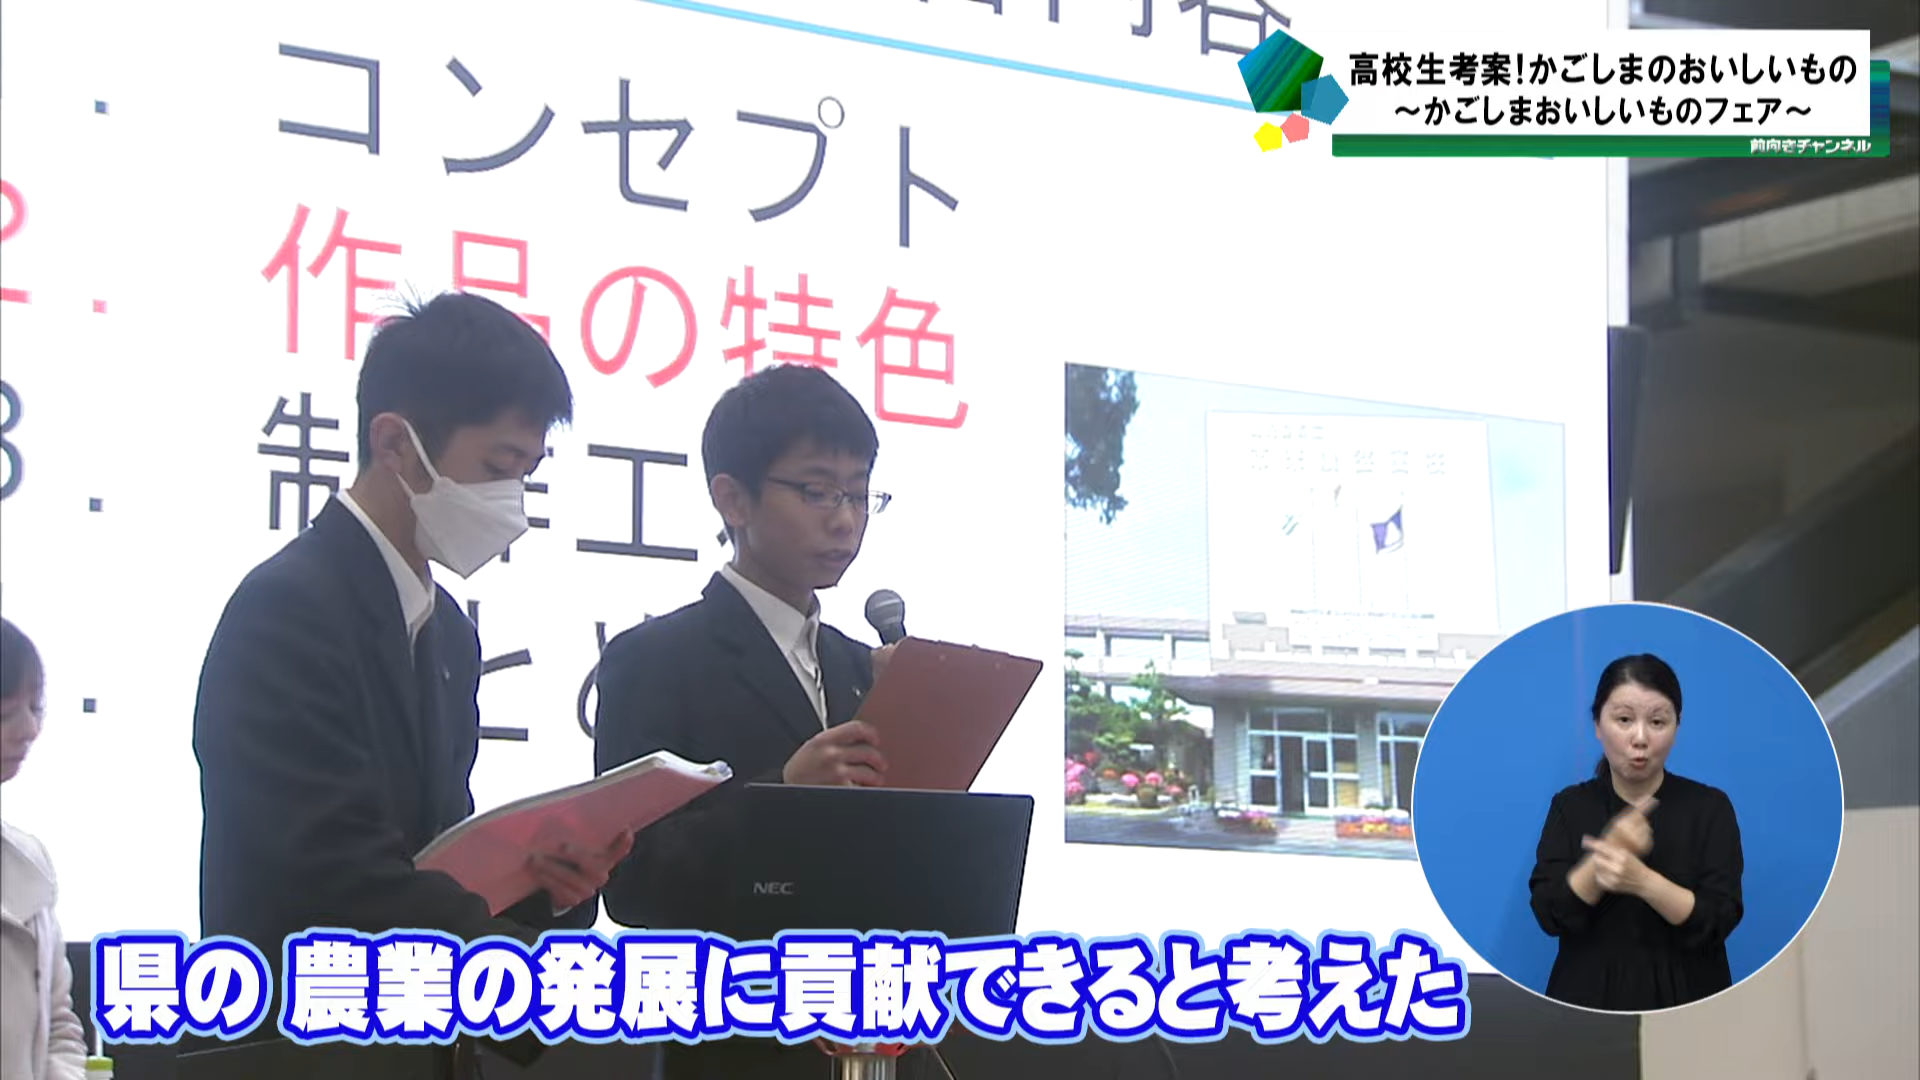 高校生考案!かごしまのおいしいもの
～かごしまおいしいものフェア～
前向きチャンネル
コンセプト
作品の特色
3.
NEC
県の 農業の発展に貢献できると考えた